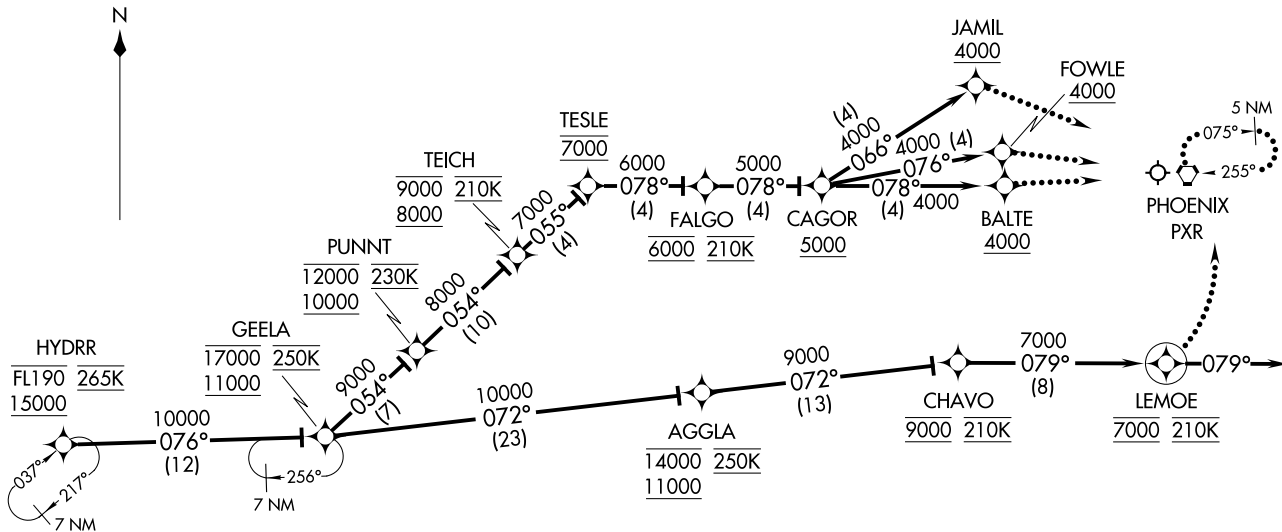 N
JAMIL
4000
FOWLE
4000
5 NM
075°
255°
PHOENIX
PXR
TESLE
7000
(4)
4000
066°
4000 (4)
076°
078° 4000
(4)
BALTE
4000
TEICH
9000 210K
8000
6000
078°
(4)
5000
078°
(4)
FALGO
6000 210K
CAGOR
5000
7000
055°
(4)
PUNNT
12000 230K
10000
8000
054°
(10)
GEELA
17000 250K
11000
9000
054°
(7)
HYDRR
FL190 265K
15000
10000
076°
(12)
037°
217°
7 NM
256°
7 NM
10000
072°
(23)
AGGLA
14000 250K
11000
9000
072°
(13)
CHAVO
9000 210K
7000
079°
(8)
LEMOE
7000 210K
079°